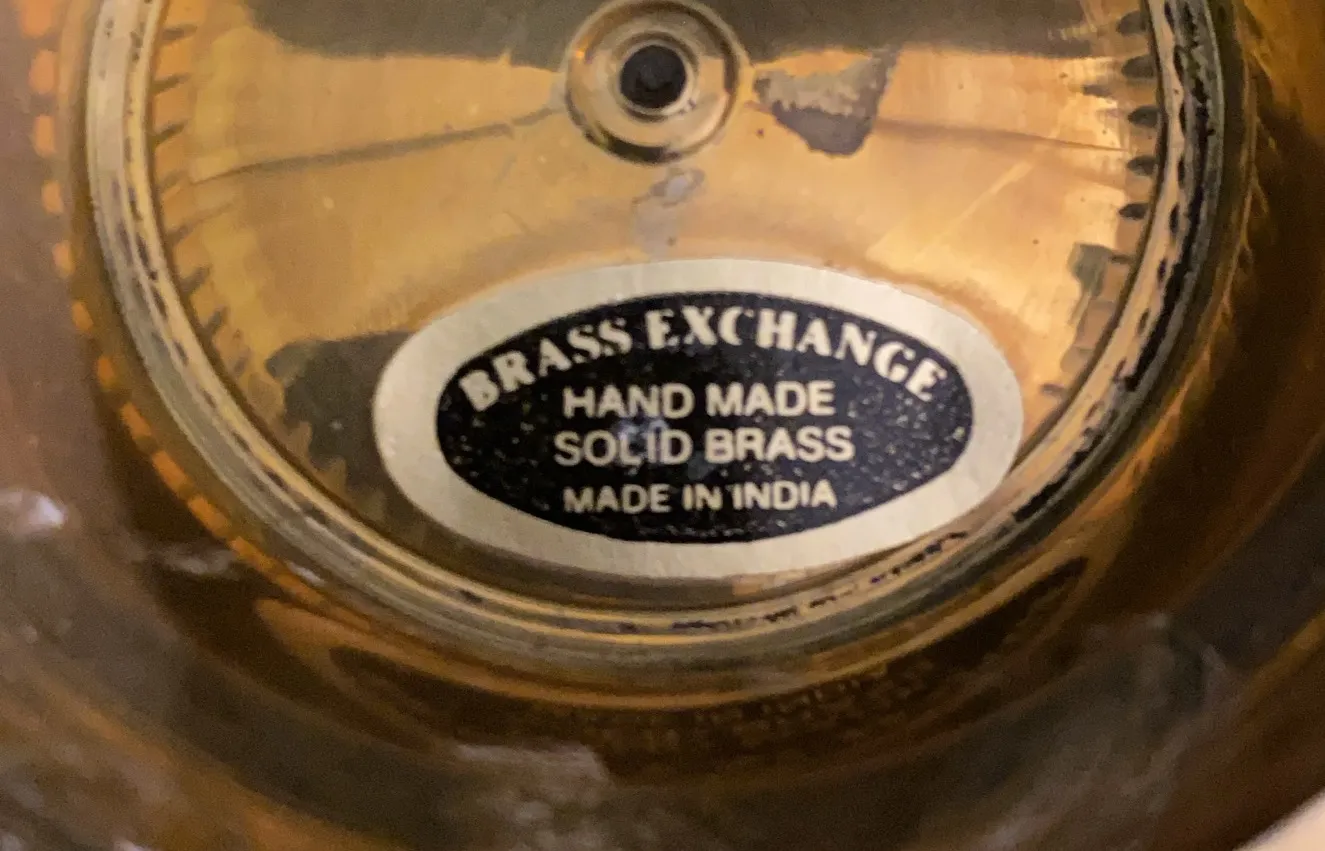 BRASS EXCHANGE
HAND MADE
SOLID BRASS
MADE IN INDIA